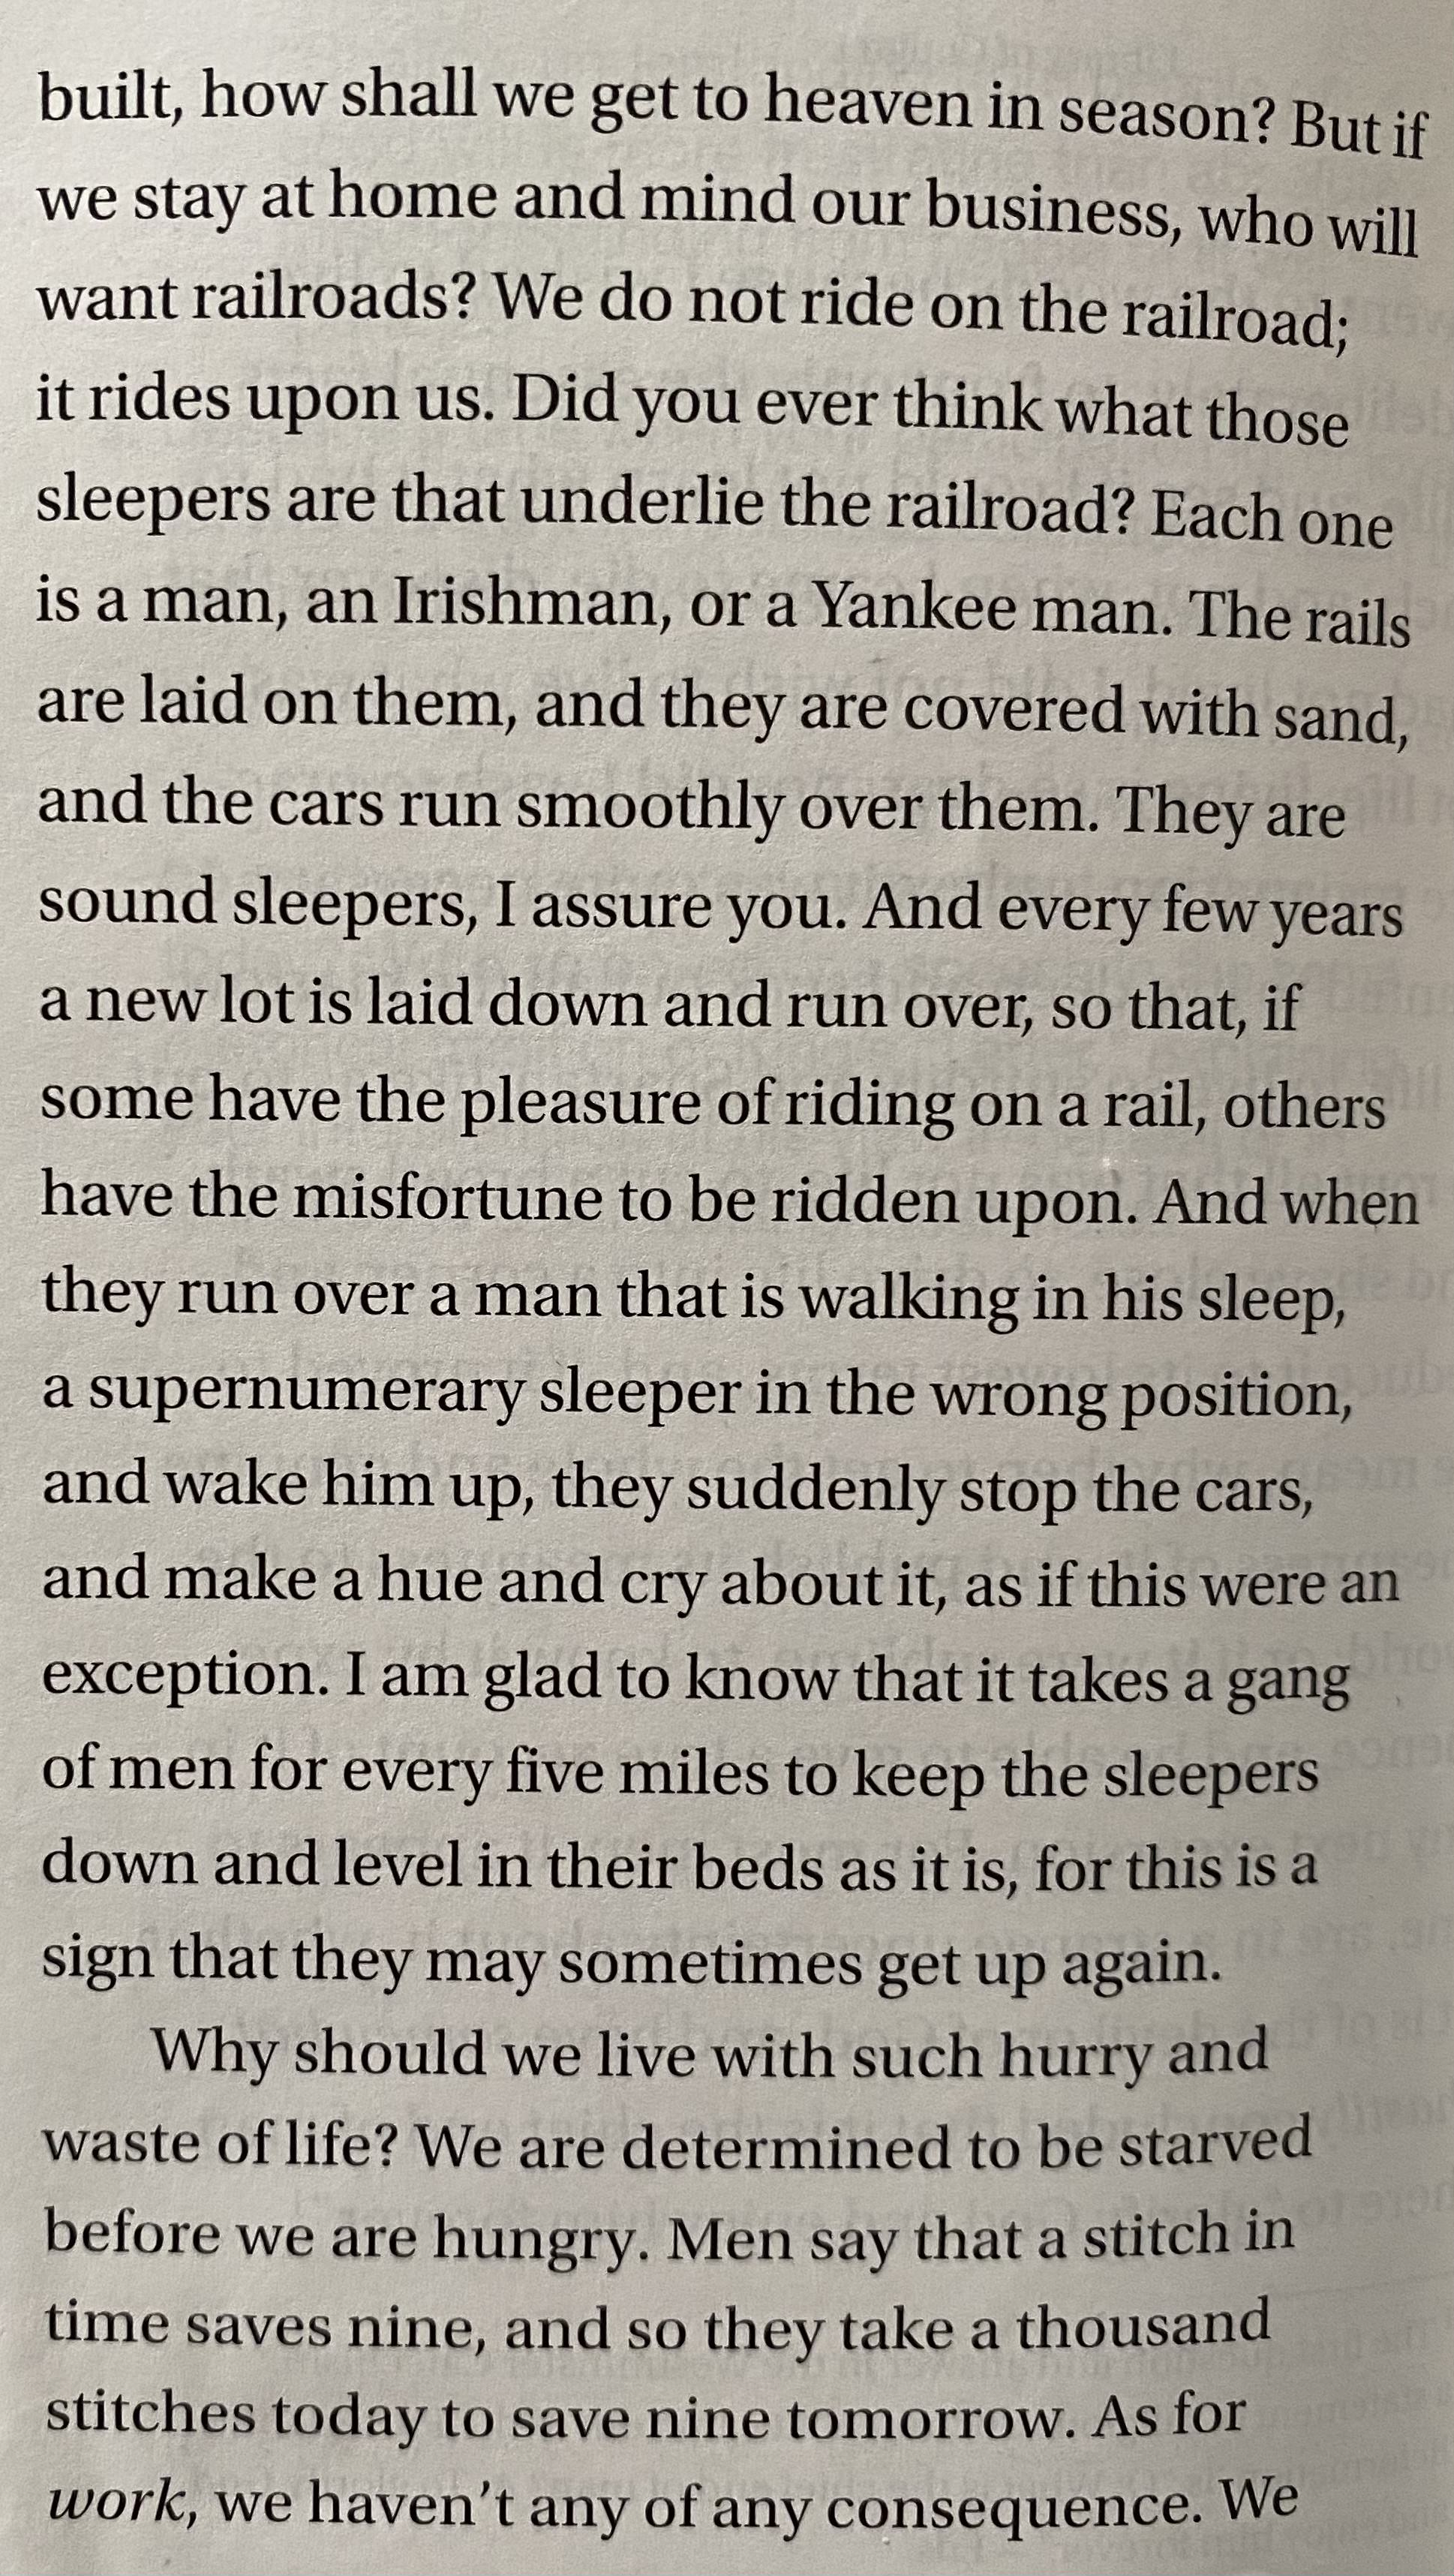 built, how shall we get to heaven in season? But if
we stay at home and mind our business, who will
want railroads? We do not ride on the railroad;
it rides upon us. Did you ever think what those
sleepers are that underlie the railroad? Each one
is a man, an Irishman, or a Yankee man. The rails
are laid on them, and they are covered with sand,
and the cars run smoothly over them. They are
sound sleepers, I assure you. And every few years
a new lot is laid down and run over, so that, if
some have the pleasure of riding on a rail, others
have the misfortune to be ridden upon. And when
they run over a man that is walking in his sleep,
a supernumerary sleeper in the wrong position,
and wake him up, they suddenly stop the cars,
and make a hue and cry about it, as if this were an
exception. I am glad to know that it takes a gang
of men for every five miles to keep the sleepers
down and level in their beds as it is, for this is a
sign that they may sometimes get up again.
Why should we live with such hurry and
waste of life? We are determined to be starved
before we are hungry. Men say that a stitch in
time saves nine, and so they take a thousand
stitches today to save nine tomorrow. As for
work, we haven't any of any consequence. We